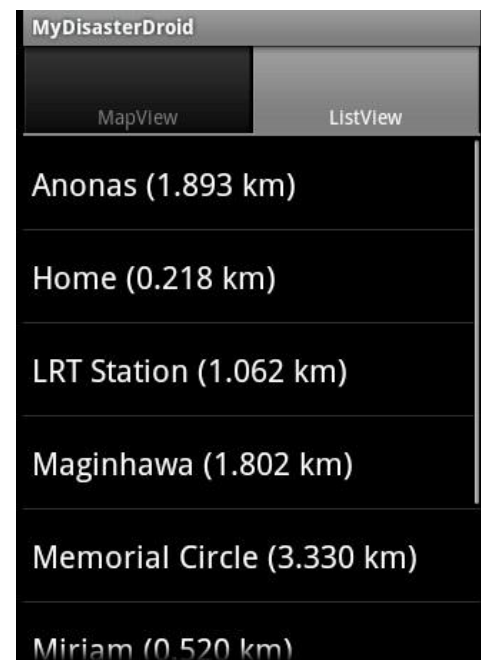 MyDisasterDroid
MapView ListView
Anonas (1.893 km)
Home (0.218 km)
LRT Station (1.062 km)
Maginhawa (1.802 km)
Memorial Circle (3.330 km)
Miriam (0.520 km)